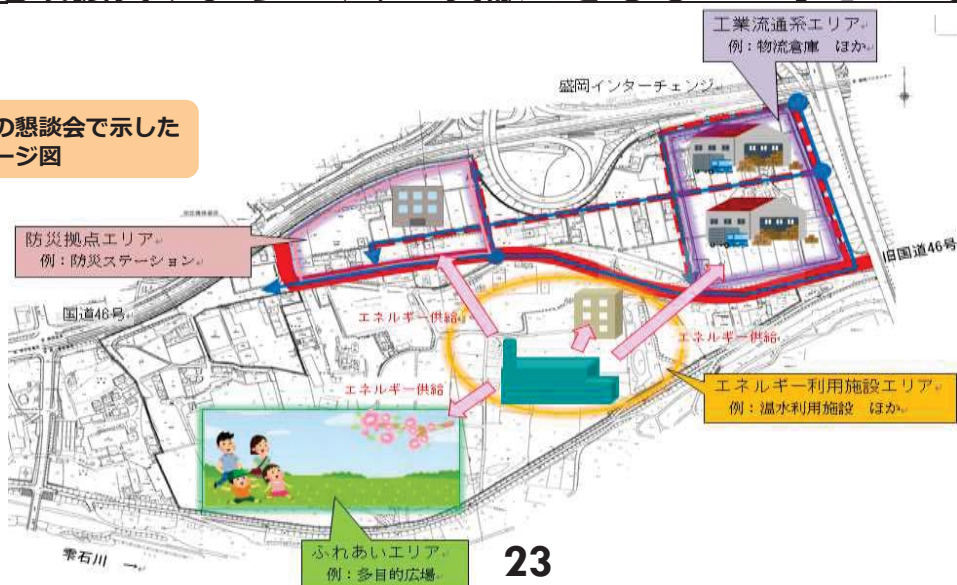 工業流通系エリア
例：物流倉庫　ほか
盛岡インターチェンジ
の懇談会で示した
ージ図
防災拠点エリア
例：防災ステーション
旧国道46号
国道46号
エネルギー供給
エネルギー供給
エネルギー供給
エネルギー利用施設エリア
例：温水利用施設　ほか
ふれあいエリア
例：多目的広場
雫石川　→
23